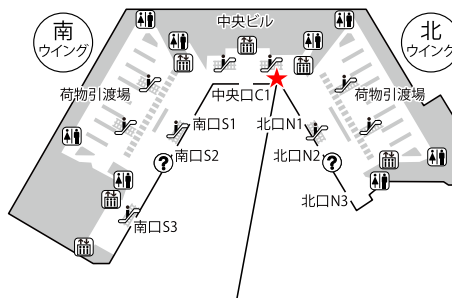 南
ウイング
中央ビル
北
ウイング
荷物引渡場
中央口C1
荷物引渡場
南口S1
北口N1
南口S2
北口N2
?
?
南口S3
北口N3